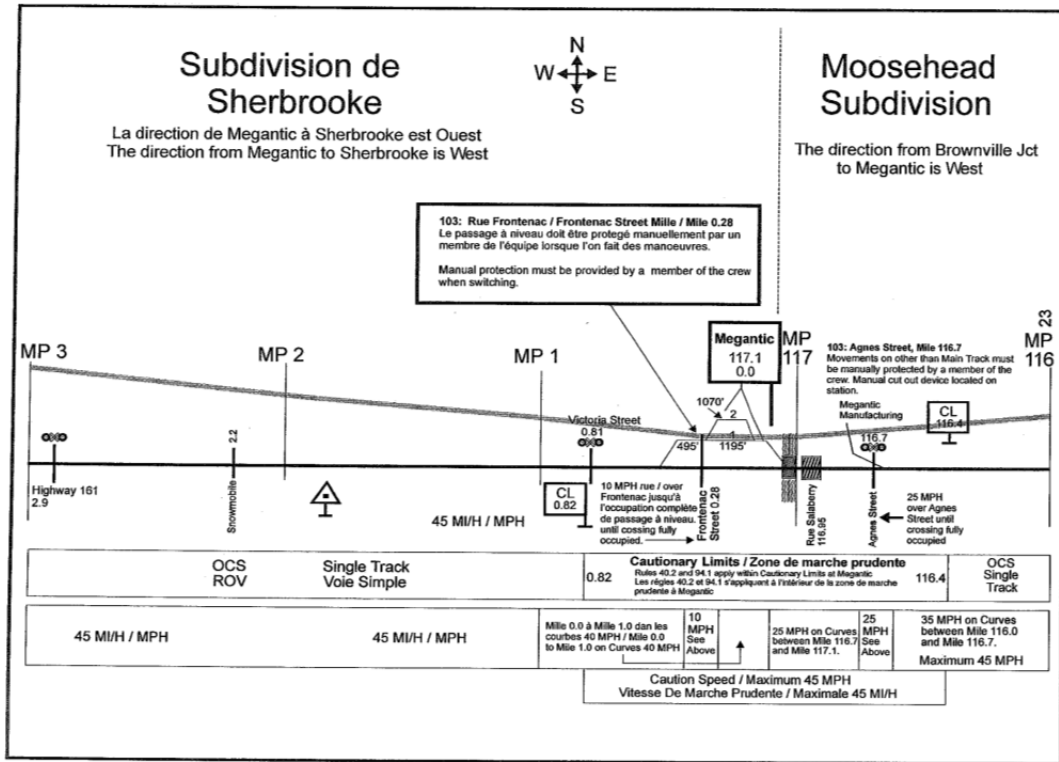 Subdivision de
Sherbrooke
La direction de Megantic à Sherbrooke est Ouest
The direction from Megantic to Sherbrooke is West
N
W E
S
Moosehead
Subdivision
The direction from Brownville Jct
to Megantic is West
103: Rue Frontenac / Frontenac Street Mille / Mile 0.28
Le passage à niveau doit être protegé manuellement par un
membre de l'équipe lorsque l'on fait des manoeuvres.
Manual protection must be provided by a member of the crew
when switching.
MP 3
MP 2
MP 1
Megantic
117.1
0.0
MP
117
103: Agnes Street, Mile 116.7
Movements on other than Main Track must
be manually protected by a member of the
crew. Manual cut out device located on
station.
23
MP
116
Megantic
Manufacturing
CL
116.4
1070'
2
1
495'
1195'
Victoria Street
0.81
116.7
2.2
Snowmobile
Highway 161
2.9
45 MI/H / MPH
CL
0.82
10 MPH rue / over
Frontenac jusqu'à
l'occupation complète
de passage à niveau.
until cossing fully
occupied.
Frontenac
Street 0.28
Rue Salaberry
116.95
Agnes Street
25 MPH
over Agnes
Street until
crossing fully
occupied
OCS
ROV
Single Track
Voie Simple
0.82
Cautionary Limits / Zone de marche prudente
Rules 40.2 and 94.1 apply within Cautionary Limits at Megantic
Les régles 40.2 et 94.1 s'appliquent à l'intérieur de la zone de marche
prudente à Megantic
116.4
OCS
Single
Track
45 MI/H / MPH
45 MI/H / MPH
Mille 0.0 à Mille 1.0 dan les
courbes 40 MPH / Mile 0.0
to Mile 1.0 on Curves 40 MPH
10
MPH
See
Above
25 MPH on Curves
between Mile 116.7
and Mile 117.1.
25
MPH
See
Above
35 MPH on Curves
between Mile 116.0
and Mile 116.7.
Maximum 45 MPH
Caution Speed / Maximum 45 MPH
Vitesse De Marche Prudente / Maximale 45 MI/H